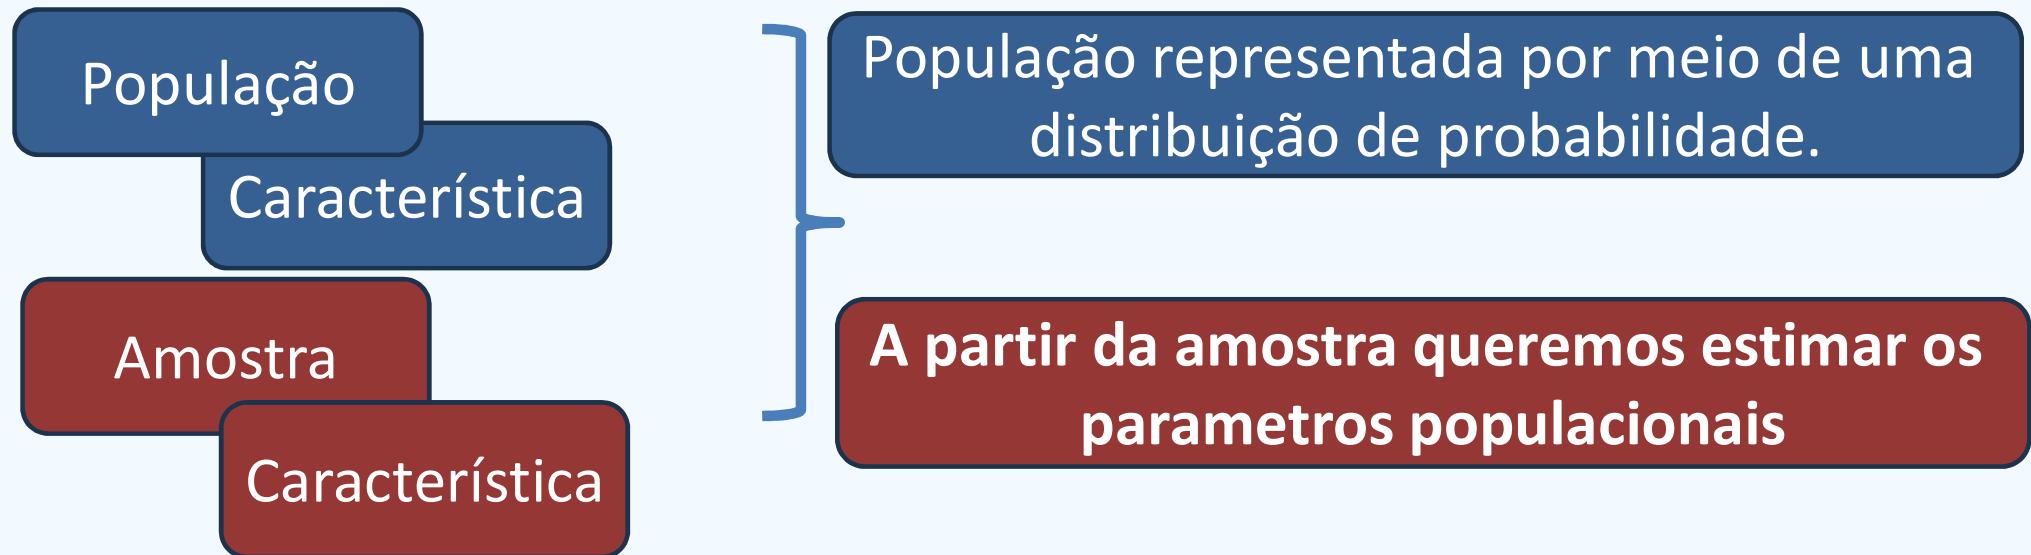 População
Característica
Amostra
Característica
População representada por meio de uma
distribuição de probabilidade.
A partir da amostra queremos estimar os
parametros populacionais